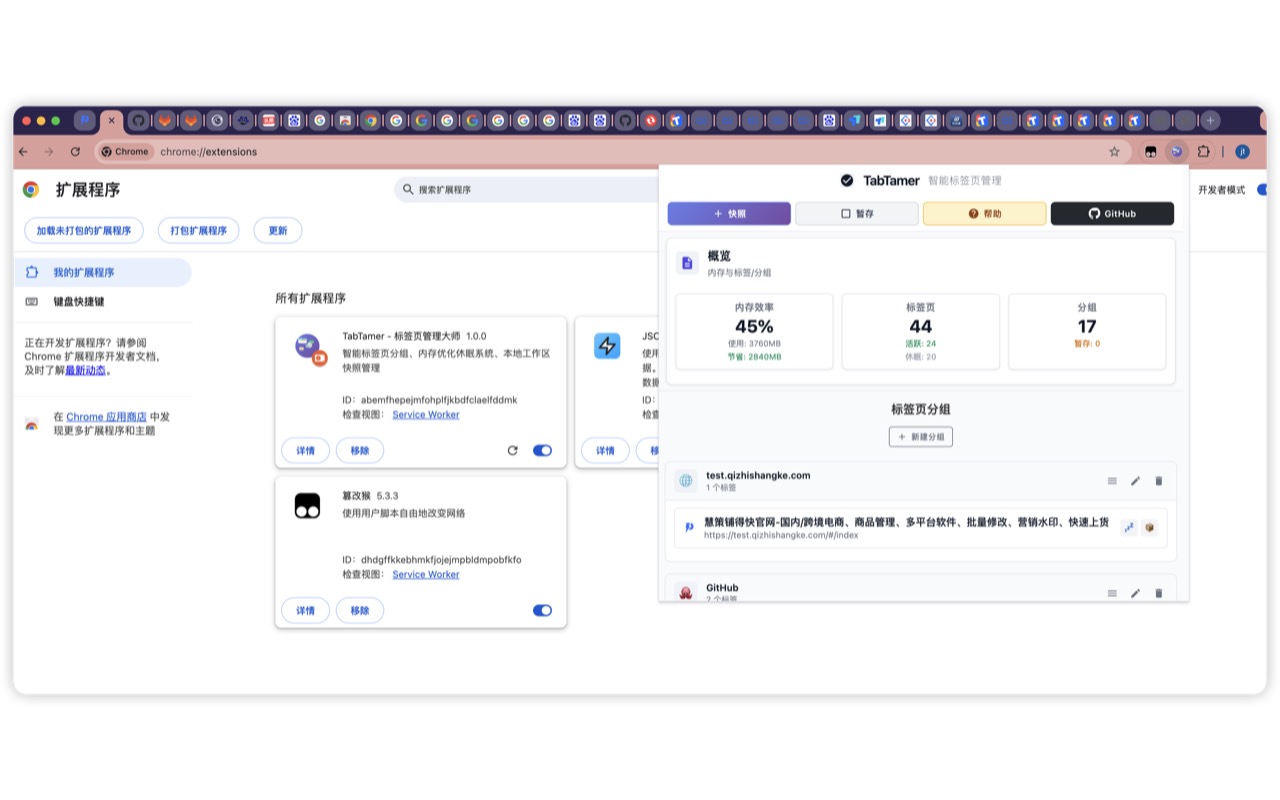 Chrome
chrome://extensions
jt
扩展程序
搜索扩展程序
开发者模式
加载未打包的扩展程序
打包扩展程序
更新
我的扩展程序
键盘快捷键
正在开发扩展程序？请参阅
Chrome 扩展程序开发者文档，
及时了解最新动态。
在 Chrome 应用商店 中发
现更多扩展程序和主题
所有扩展程序
TabTamer - 标签页管理大师 1.0.0
智能标签页分组、内存优化休眠系统、本地工作区
快照管理
ID： abemfhepejmfohplfjkbdfclaelfddmk
检查视图： Service Worker
详情
移除
JSC
使用
据。
数据
ID：
检查
详情
移
篡改猴 5.3.3
使用用户脚本自由地改变网络
ID： dhdgffkkebhmkfjojejmpbldmpobfkfo
检查视图： Service Worker
详情
移除
TabTamer 智能标签页管理
+ 快照
暂存
帮助
GitHub
概览
内存与标签/分组
内存效率
45%
使用: 3760MB
节省: 2840MB
标签页
44
活跃: 24
休眠: 20
分组
17
暂存: 0
标签页分组
+ 新建分组
test.qizhishangke.com
1 个标签
慧策铺得快官网-国内/跨境电商、商品管理、多平台软件、批量修改、营销水印、快速上货
https://test.qizhishangke.com/#/index
GitHub
2 个标签